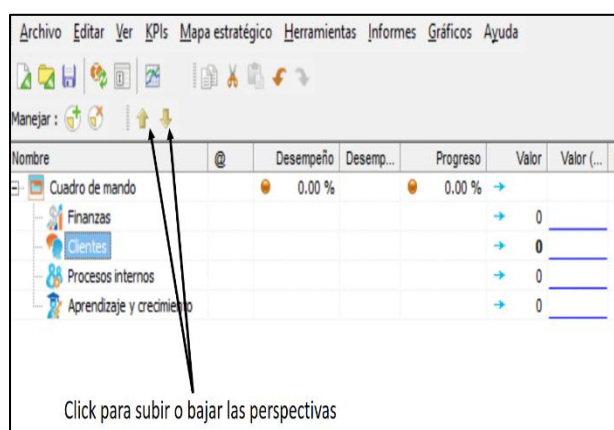 Archivo Editar Ver KPIs Mapa estratégico Herramientas Informes Gráficos Ayuda
Manejar :
Nombre @ Desempeño Desemp... Progreso Valor Valor (...
Cuadro de mando 0.00 % 0.00 %
Finanzas 0
Clientes 0
Procesos internos 0
Aprendizaje y crecimiento 0
Click para subir o bajar las perspectivas